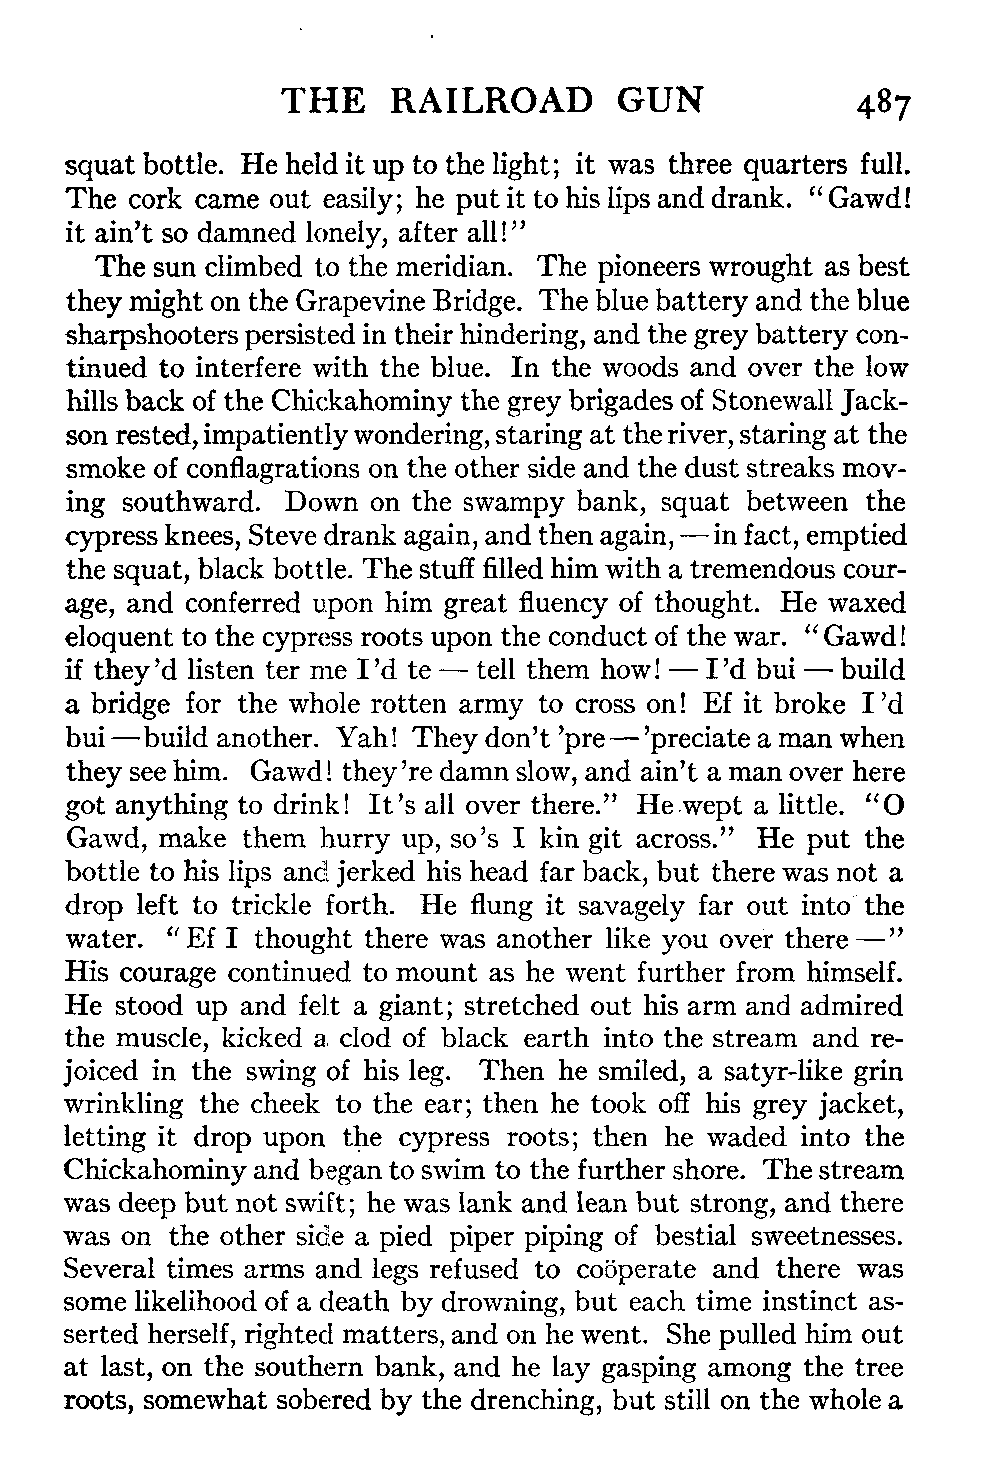 THE RAILROAD GUN 487
squat bottle. He held it up to the light; it was three quarters full.
The cork came out easily; he put it to his lips and drank. "Gawd!
it ain't so damned lonely, after all!"
The sun climbed to the meridian. The pioneers wrought as best
they might on the Grapevine Bridge. The blue battery and the blue
sharpshooters persisted in their hindering, and the grey battery con-
tinued to interfere with the blue. In the woods and over the low
hills back of the Chickahominy the grey brigades of Stonewall Jack-
son rested, impatiently wondering, staring at the river, staring at the
smoke of conflagrations on the other side and the dust streaks mov-
ing southward. Down on the swampy bank, squat between the
cypress knees, Steve drank again, and then again, — in fact, emptied
the squat, black bottle. The stuff filled him with a tremendous cour-
age, and conferred upon him great fluency of thought. He waxed
eloquent to the cypress roots upon the conduct of the war. "Gawd!
if they'd listen ter me I'd te — tell them how! — I'd bui — build
a bridge for the whole rotten army to cross on! Ef it broke I'd
bui — build another. Yah! They don't 'pre — 'preciate a man when
they see him. Gawd! they're damn slow, and ain't a man over here
got anything to drink! It's all over there." He wept a little. "O
Gawd, make them hurry up, so's I kin git across." He put the
bottle to his lips and jerked his head far back, but there was not a
drop left to trickle forth. He flung it savagely far out into the
water. "Ef I thought there was another like you over there —"
His courage continued to mount as he went further from himself.
He stood up and felt a giant; stretched out his arm and admired
the muscle, kicked a clod of black earth into the stream and re-
joiced in the swing of his leg. Then he smiled, a satyr-like grin
wrinkling the cheek to the ear; then he took off his grey jacket,
letting it drop upon the cypress roots; then he waded into the
Chickahominy and began to swim to the further shore. The stream
was deep but not swift; he was lank and lean but strong, and there
was on the other side a pied piper piping of bestial sweetnesses.
Several times arms and legs refused to coöperate and there was
some likelihood of a death by drowning, but each time instinct as-
serted herself, righted matters, and on he went. She pulled him out
at last, on the southern bank, and he lay gasping among the tree
roots, somewhat sobered by the drenching, but still on the whole a